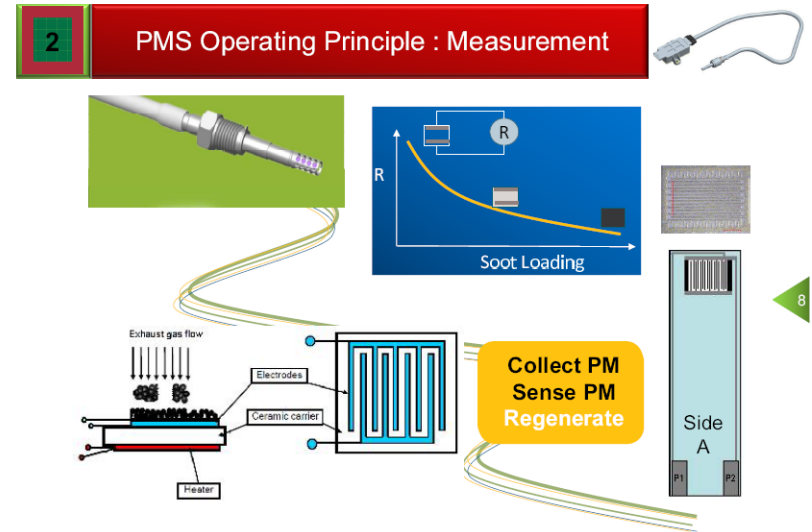 2
PMS Operating Principle : Measurement
R
R
Soot Loading
8
Exhaust gas flow
Electrodes
Ceramic carrier
Heater
Collect PM
Sense PM
Regenerate
Side
A
P1
P2